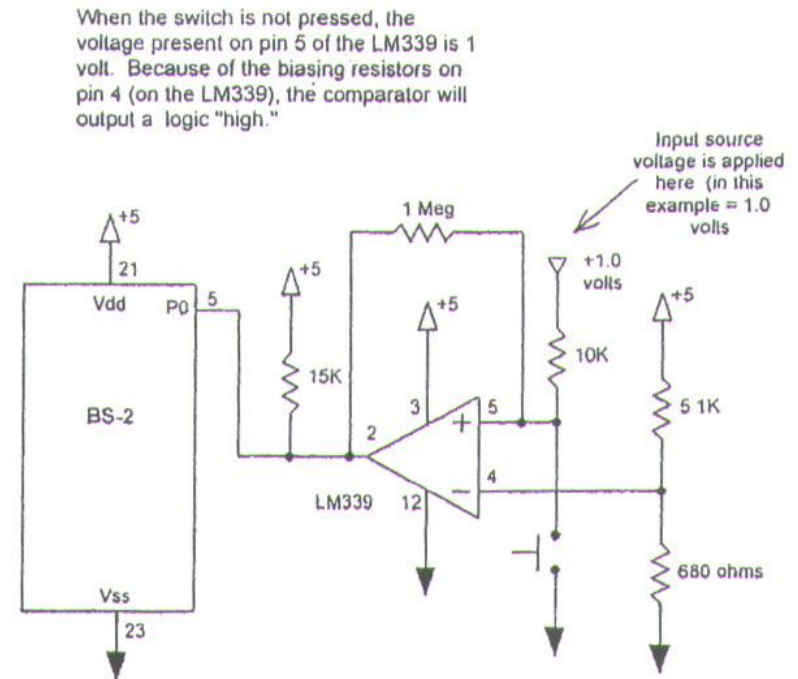 When the switch is not pressed, the
voltage present on pin 5 of the LM339 is 1
volt. Because of the biasing resistors on
pin 4 (on the LM339), the comparator will
output a logic "high."
Input source
voltage is applied
here (in this
example = 1.0
volts
1 Meg
+5
+5
+1.0
volts
+5
+5
21
Vdd
P0
5
15K
10K
5 1K
3
5
BS-2
2
+
4
LM339
12
−
680 ohms
Vss
23